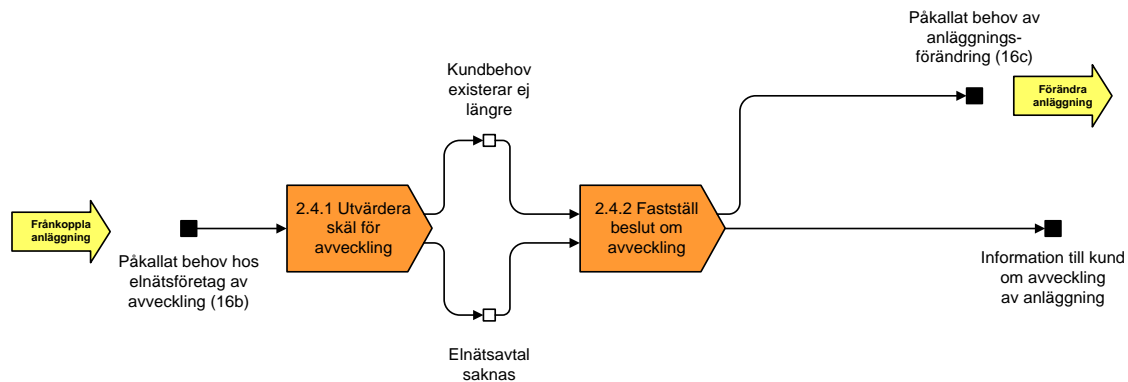 Frånkoppla
anläggning
Påkallat behov hos
elnätsföretag av
avveckling (16b)
2.4.1 Utvärdera
skäl för
avveckling
Kundbehov
existerar ej
längre
Elnätsavtal
saknas
2.4.2 Fastställ
beslut om
avveckling
Påkallat behov av
anläggnings-
förändring (16c)
Förändra
anläggning
Information till kund
om avveckling
av anläggning